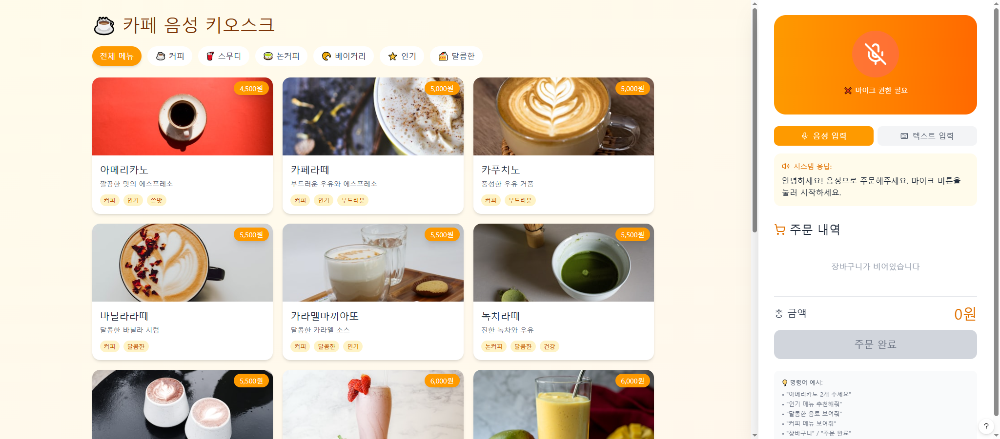 카페 음성 키오스크
전체 메뉴
커피
스무디
논커피
베이커리
인기
달콤한
4,500원
아메리카노
깔끔한 맛의 에스프레소
커피 인기 쓴맛
5,000원
카페라떼
부드러운 우유와 에스프레소
커피 인기 부드러운
5,000원
카푸치노
풍성한 우유 거품
커피 부드러운
5,500원
바닐라라떼
달콤한 바닐라 시럽
커피 달콤한
5,500원
카라멜마끼아또
달콤한 카라멜 소스
커피 달콤한 인기
5,500원
녹차라떼
진한 녹차와 우유
논커피 달콤한 건강
5,500원
6,000원
6,000원
마이크 권한 필요
음성 입력
텍스트 입력
시스템 응답:
안녕하세요! 음성으로 주문해주세요. 마이크 버튼을
눌러 시작하세요.
주문 내역
장바구니가 비어있습니다
총 금액
0원
주문 완료
명령어 예시:
• "아메리카노 2개 주세요"
• "인기 메뉴 추천해줘"
• "달콤한 음료 보여줘"
• "커피 메뉴 보여줘"
• "장바구니" / "주문 완료"
?